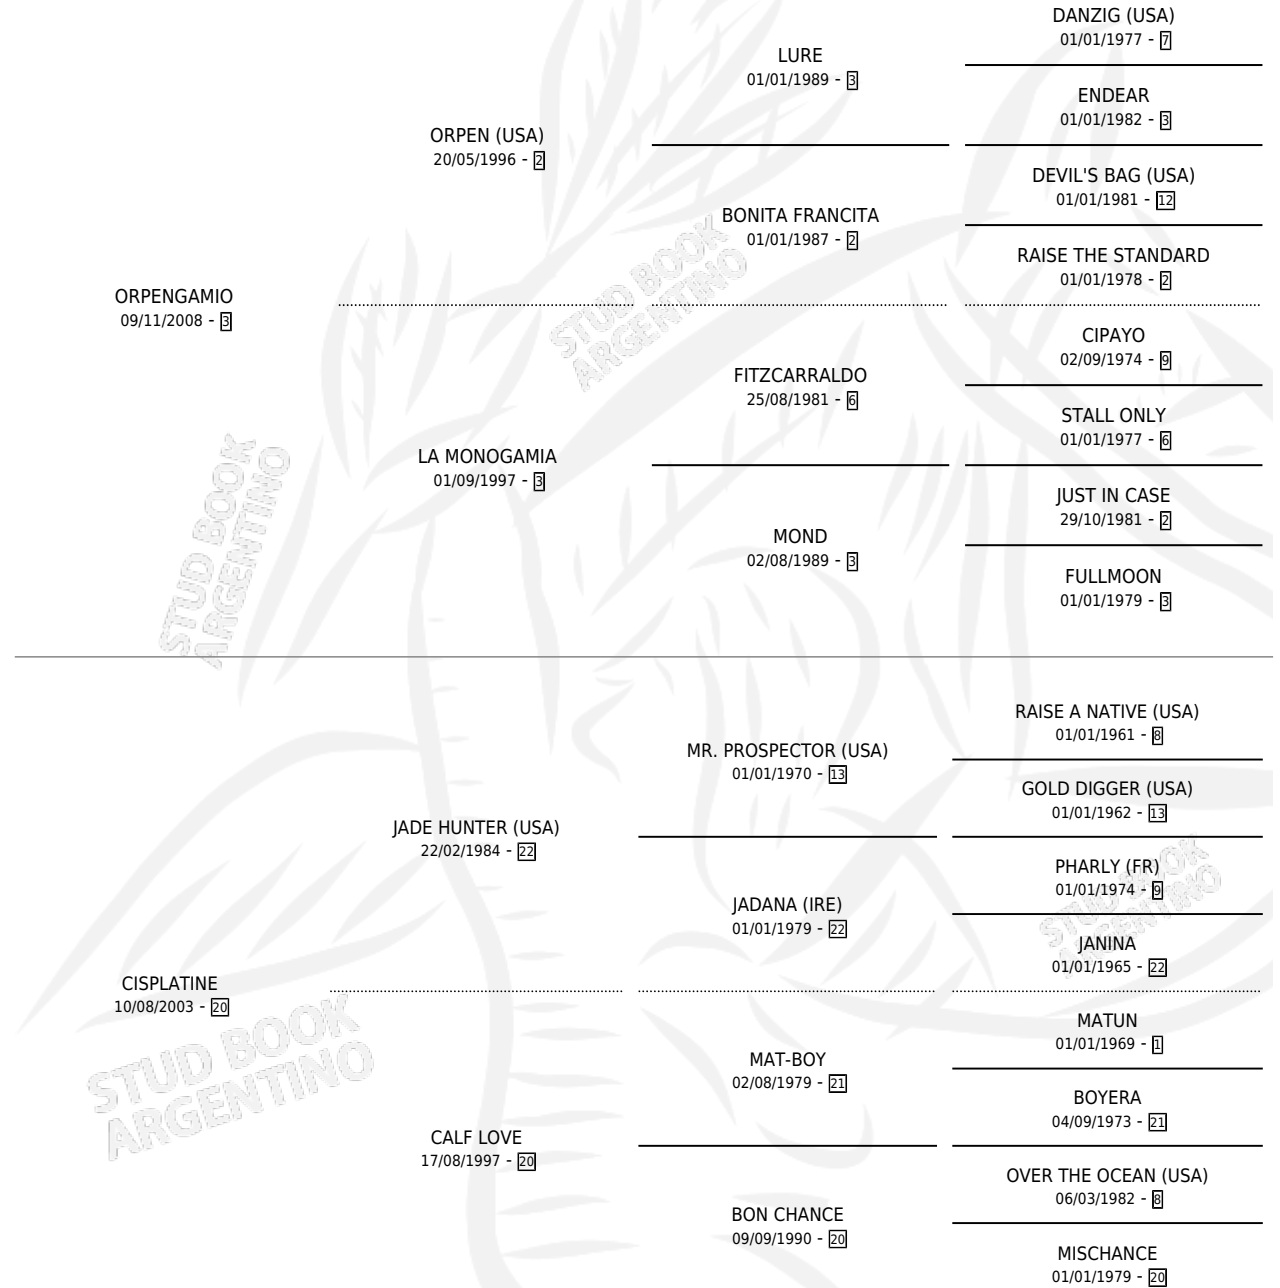 DANZIG (USA)
01/01/1977 - 7
LURE
01/01/1989 - 3
ENDEAR
01/01/1982 - 3
ORPEN (USA)
20/05/1996 - 2
DEVIL'S BAG (USA)
01/01/1981 - 12
BONITA FRANCITA
01/01/1987 - 2
RAISE THE STANDARD
01/01/1978 - 2
ORPENGAMIO
09/11/2008 - 3
STUD BOOK
ARGENTINO
CIPAYO
02/09/1974 - 9
FITZCARRALDO
25/08/1981 - 6
STALL ONLY
01/01/1977 - 6
LA MONOGAMIA
01/09/1997 - 3
JUST IN CASE
29/10/1981 - 2
MOND
02/08/1989 - 3
FULLMOON
01/01/1979 - 3
STUD BOOK
ARGENTINO
RAISE A NATIVE (USA)
01/01/1961 - 8
MR. PROSPECTOR (USA)
01/01/1970 - 13
GOLD DIGGER (USA)
01/01/1962 - 13
JADE HUNTER (USA)
22/02/1984 - 22
PHARLY (FR)
01/01/1974 - 9
JADANA (IRE)
01/01/1979 - 22
STUD BOOK
ARGENTINO
JANINA
01/01/1965 - 22
CISPLATINE
10/08/2003 - 20
MATUN
01/01/1969 - 1
MAT-BOY
02/08/1979 - 21
BOYERA
04/09/1973 - 21
STUD BOOK
ARGENTINO
CALF LOVE
17/08/1997 - 20
OVER THE OCEAN (USA)
06/03/1982 - 8
BON CHANCE
09/09/1990 - 20
MISCHANCE
01/01/1979 - 20